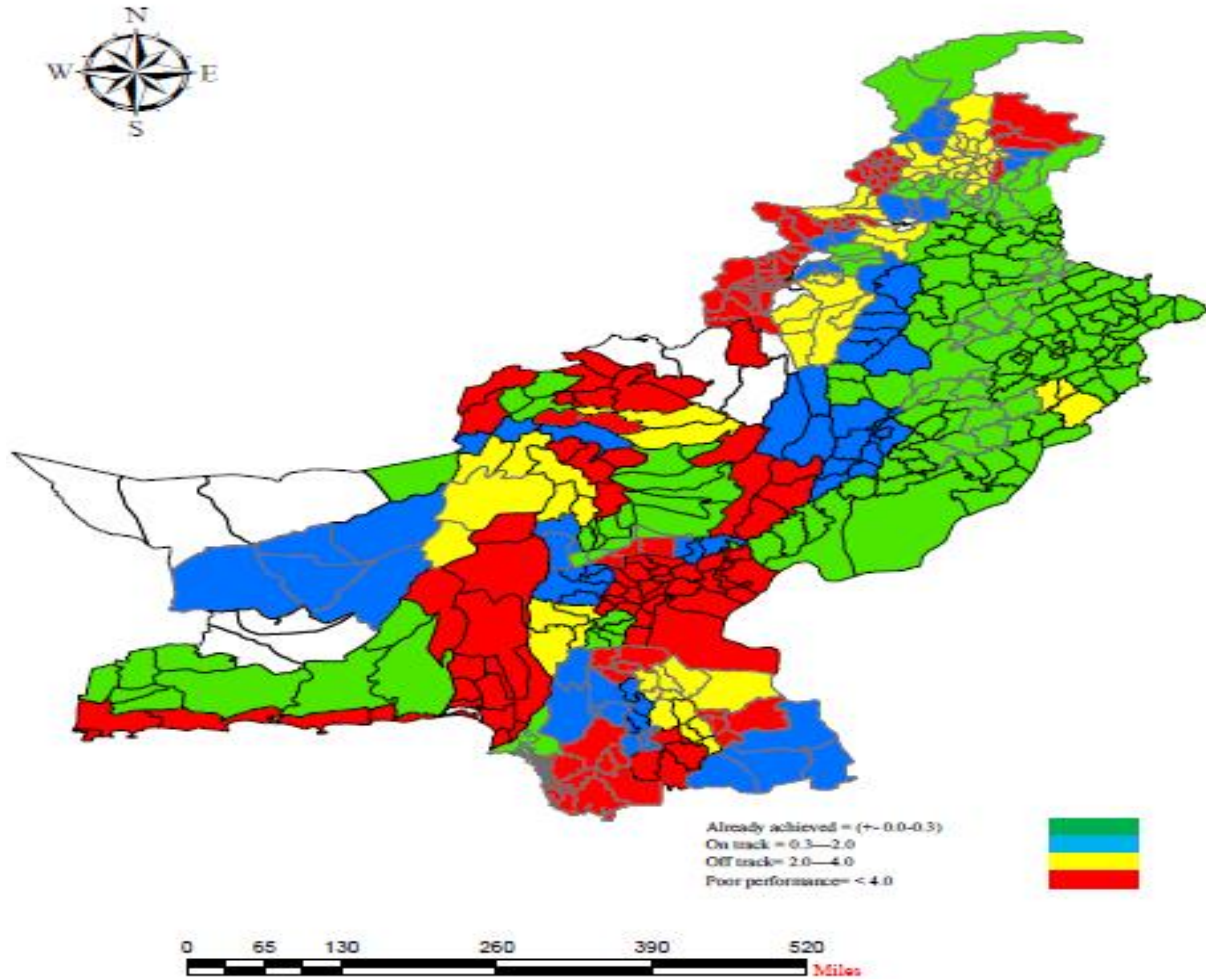 N
W E
S
Already achieved = (+- 0.0-0.3)
On track = 0.3—2.0
Off track= 2.0—4.0
Poor performance= < 4.0
0 65 130 260 390 520
Miles